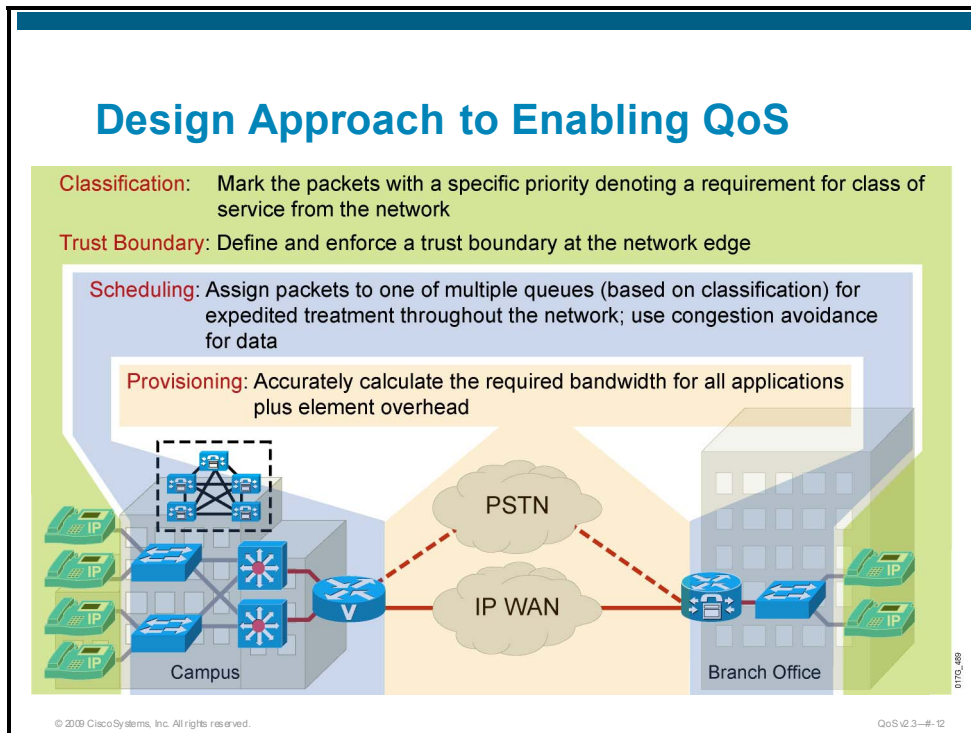 Design Approach to Enabling QoS
Classification: Mark the packets with a specific priority denoting a requirement for class of
service from the network
Trust Boundary: Define and enforce a trust boundary at the network edge
Scheduling: Assign packets to one of multiple queues (based on classification) for
expedited treatment throughout the network; use congestion avoidance
for data
Provisioning: Accurately calculate the required bandwidth for all applications
plus element overhead
IP
IP
IP
IP
V
Campus
PSTN
IP WAN
IP
IP
Branch Office
017G_489
© 2009 Cisco Systems, Inc. All rights reserved.
QoS v2.3—#-12